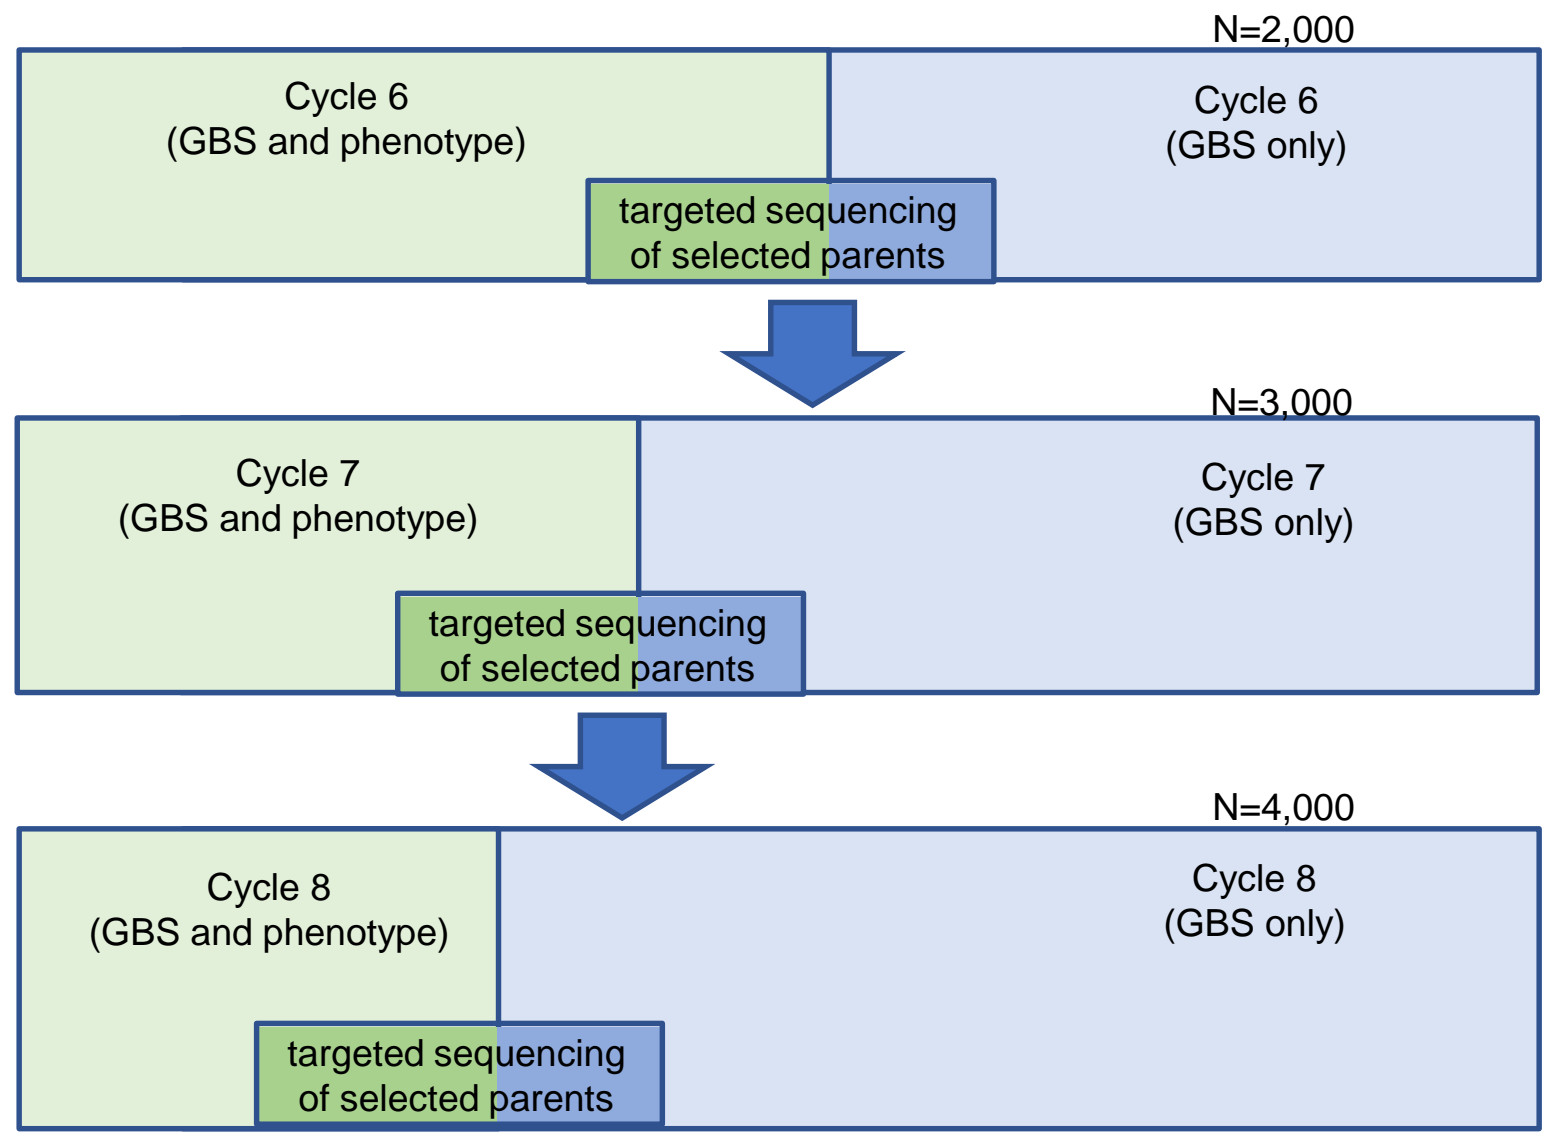 N=2,000
Cycle 6
(GBS and phenotype)
Cycle 6
(GBS only)
targeted sequencing
of selected parents
N=3,000
Cycle 7
(GBS and phenotype)
Cycle 7
(GBS only)
targeted sequencing
of selected parents
N=4,000
Cycle 8
(GBS and phenotype)
Cycle 8
(GBS only)
targeted sequencing
of selected parents